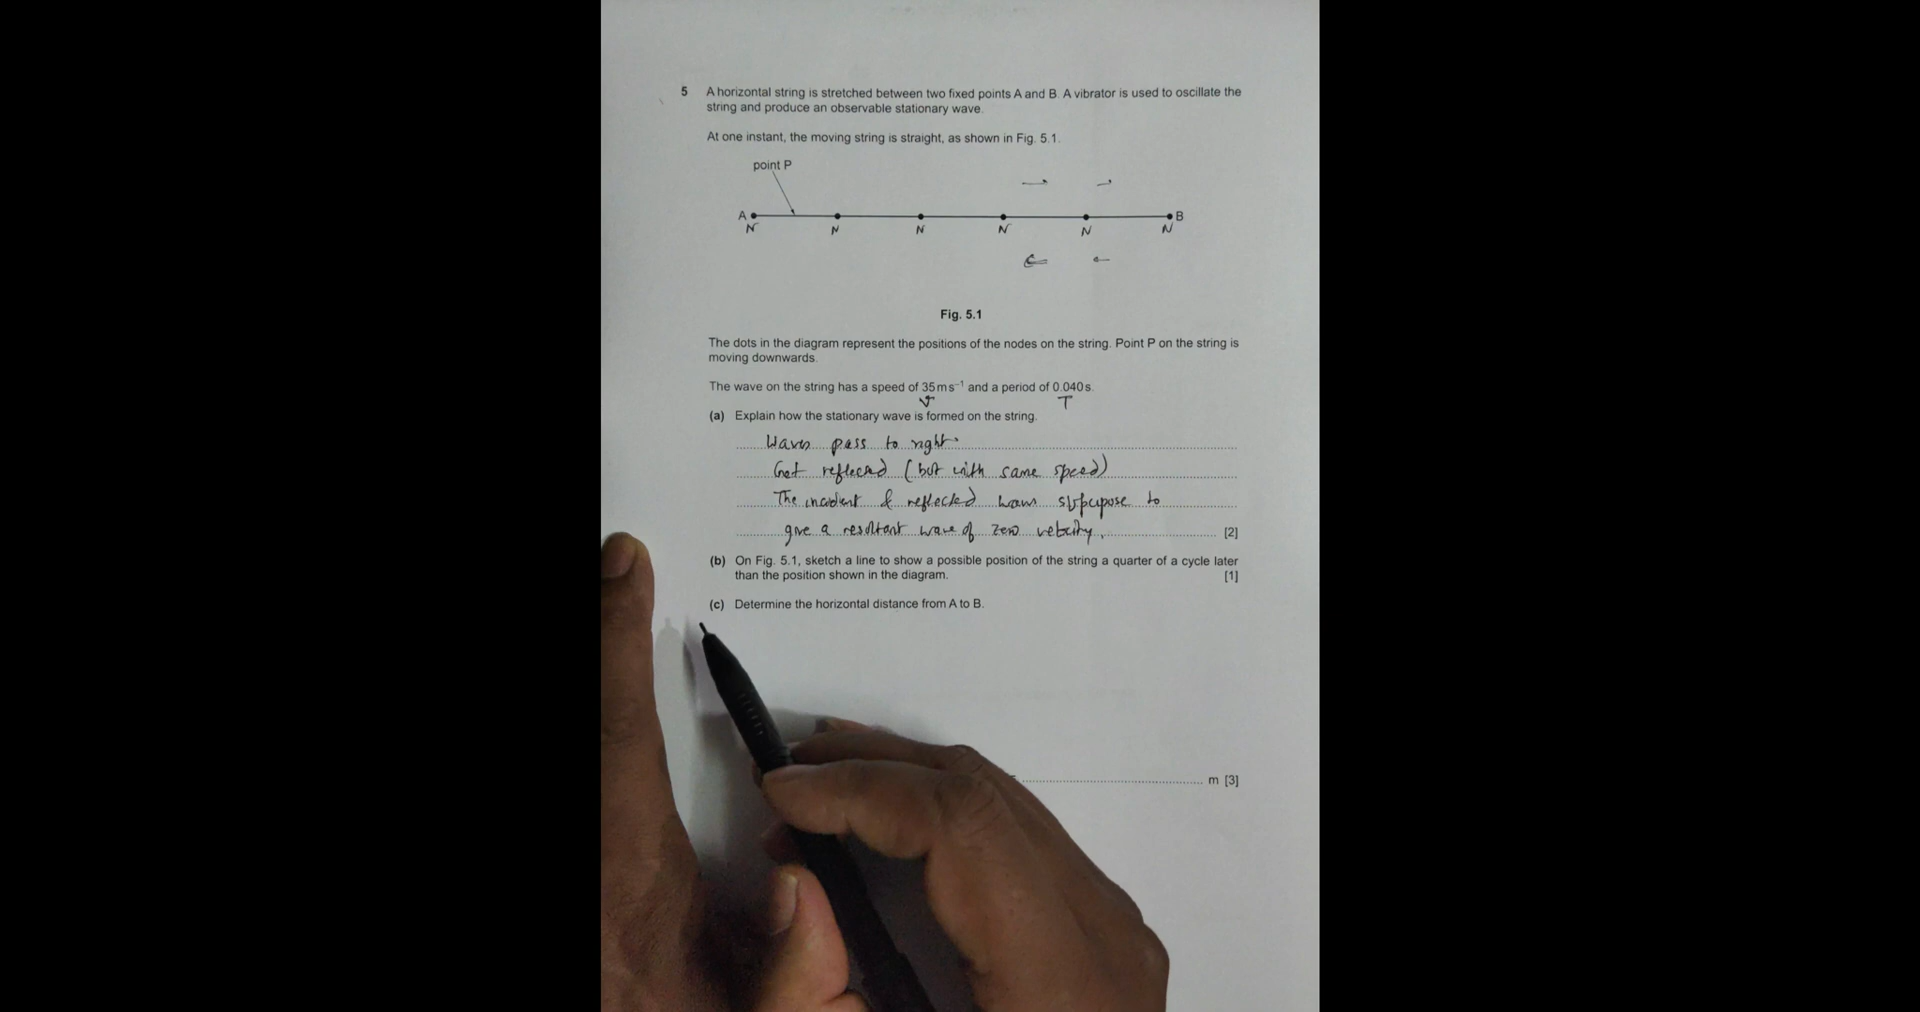 5 A horizontal string is stretched between two fixed points A and B. A vibrator is used to oscillate the
string and produce an observable stationary wave.
At one instant, the moving string is straight, as shown in Fig. 5.1.
point P
A B
N N N N N N
Fig. 5.1
The dots in the diagram represent the positions of the nodes on the string. Point P on the string is
moving downwards.
The wave on the string has a speed of 35 m s⁻¹ and a period of 0.040 s.
v T
(a) Explain how the stationary wave is formed on the string.
Waves pass to right.
Get reflected (but with same speed)
The incident & reflected waves superpose to
give a resultant wave of zero velocity. [2]
(b) On Fig. 5.1, sketch a line to show a possible position of the string a quarter of a cycle later
than the position shown in the diagram. [1]
(c) Determine the horizontal distance from A to B.
= m [3]